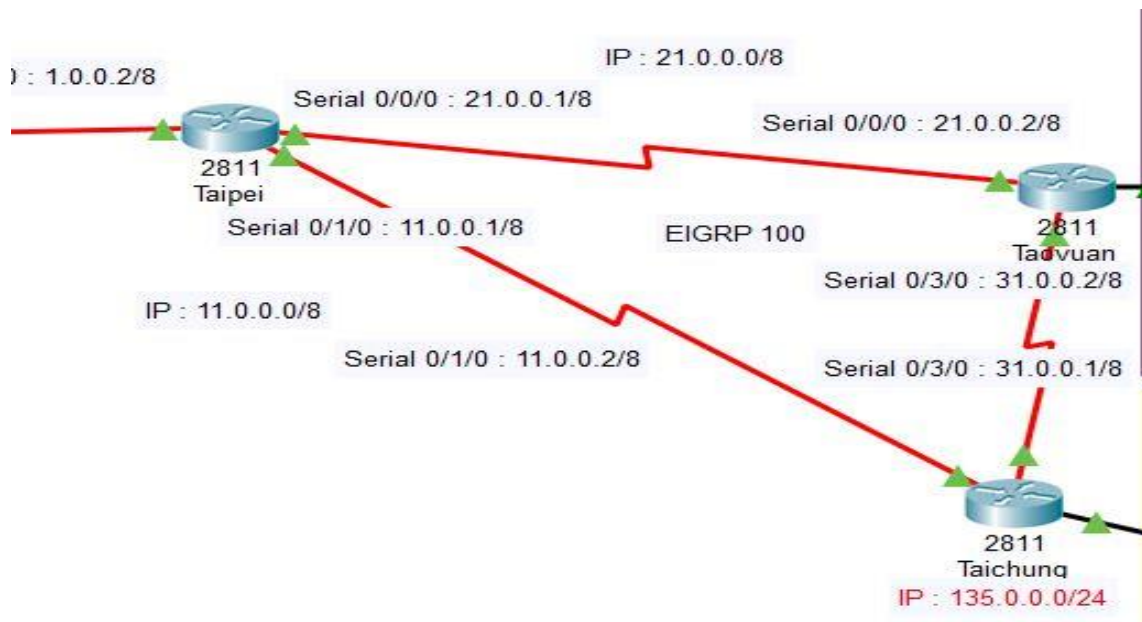 IP : 21.0.0.0/8
: 1.0.0.2/8
Serial 0/0/0 : 21.0.0.1/8
Serial 0/0/0 : 21.0.0.2/8
2811
Taipei
Serial 0/1/0 : 11.0.0.1/8
EIGRP 100
2811
Taoyuan
Serial 0/3/0 : 31.0.0.2/8
IP : 11.0.0.0/8
Serial 0/1/0 : 11.0.0.2/8
Serial 0/3/0 : 31.0.0.1/8
2811
Taichung
IP : 135.0.0.0/24